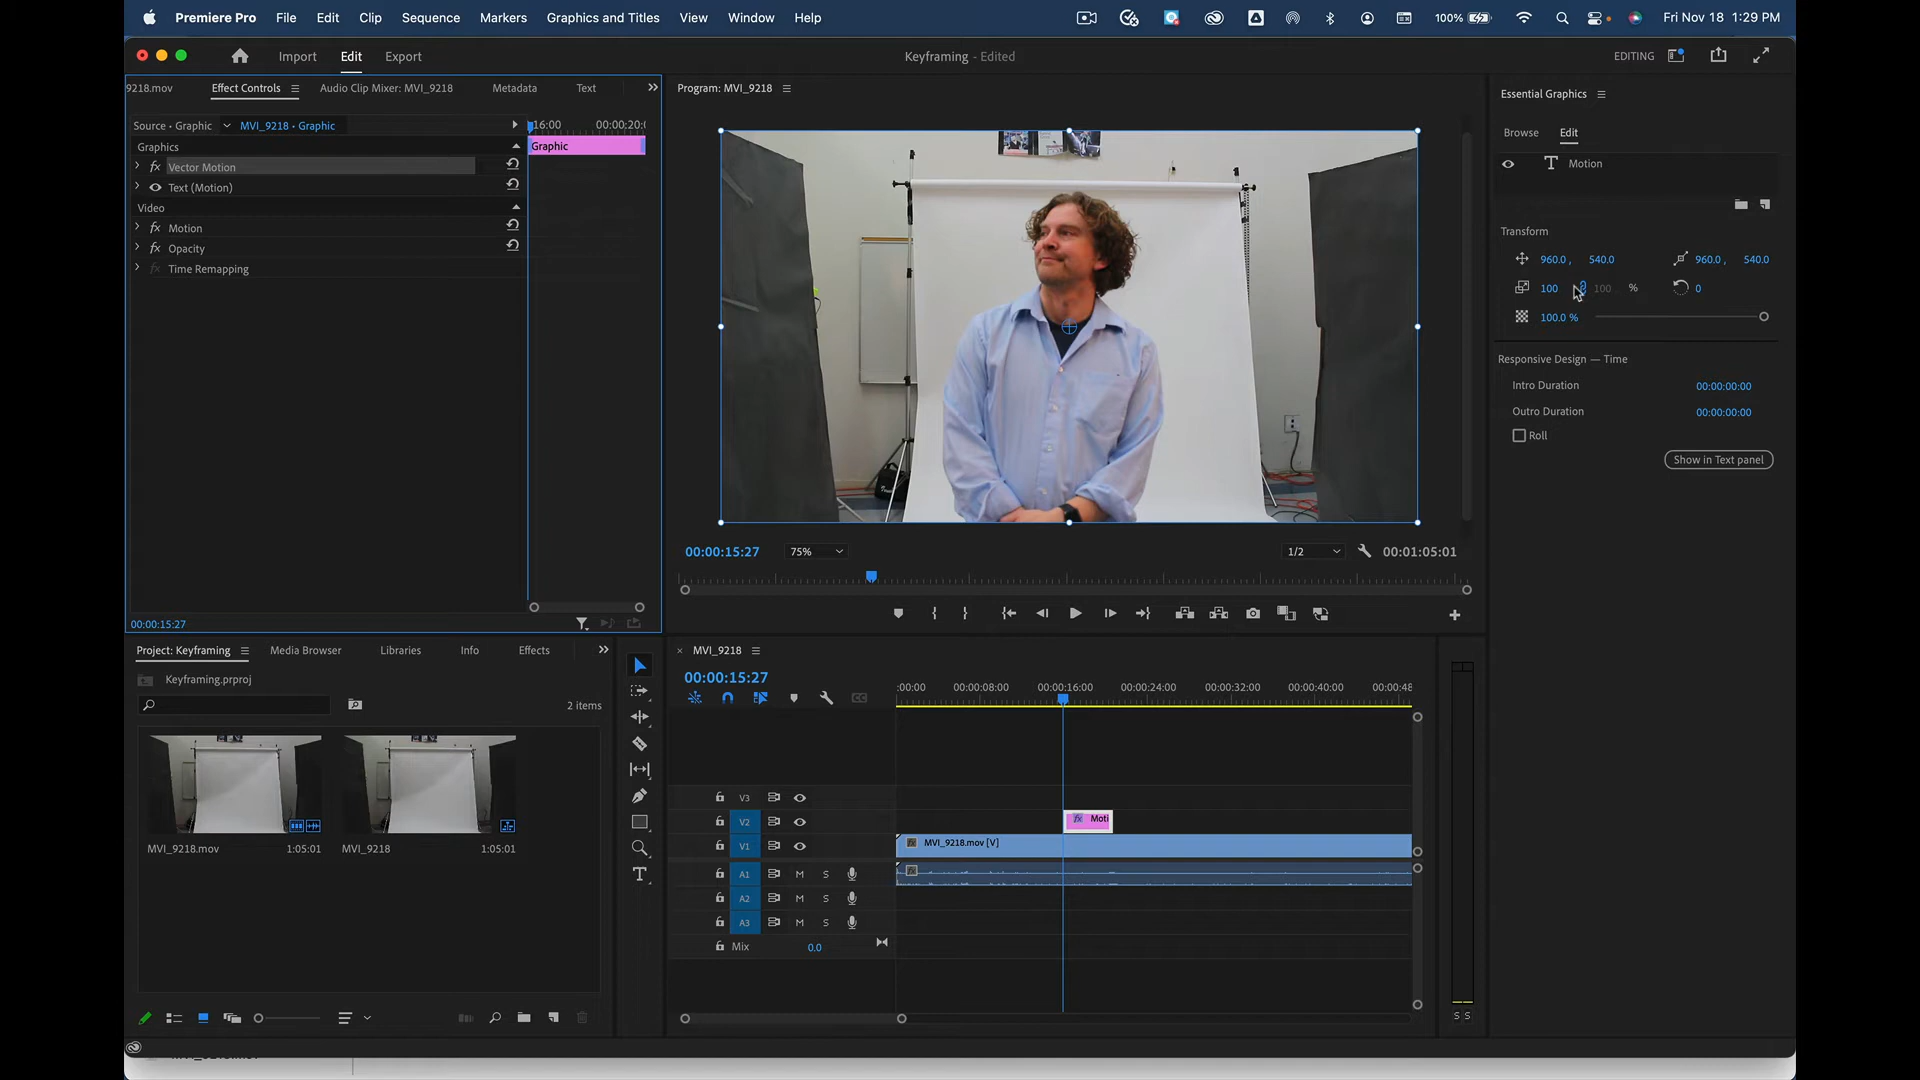 Premiere Pro File Edit Clip Sequence Markers Graphics and Titles View Window Help 100% Fri Nov 18 1:29 PM
Import Edit Export Keyframing - Edited EDITING
9218.mov Effect Controls Audio Clip Mixer: MVI_9218 Metadata Text
Program: MVI_9218
Essential Graphics
Source • Graphic MVI_9218 • Graphic
16:00 00:00:20:
Graphics
Graphic
Vector Motion
Text (Motion)
Video
Motion
Opacity
Time Remapping
00:00:15:27
Browse Edit
Motion
Transform
960.0 , 540.0 960.0 , 540.0
100 100 % 0
100.0 %
Responsive Design — Time
Intro Duration 00:00:00:00
Outro Duration 00:00:00:00
Roll
Show in Text panel
00:00:15:27 75% 1/2 00:01:05:01
Project: Keyframing Media Browser Libraries Info Effects
Keyframing.prproj
2 items
MVI_9218.mov 1:05:01 MVI_9218 1:05:01
MVI_9218
00:00:15:27
:00:00 00:00:08:00 00:00:16:00 00:00:24:00 00:00:32:00 00:00:40:00 00:00:48
V3
V2 Moti
V1 MVI_9218.mov [V]
A1 M S
A2 M S
A3 M S
Mix 0.0
S S